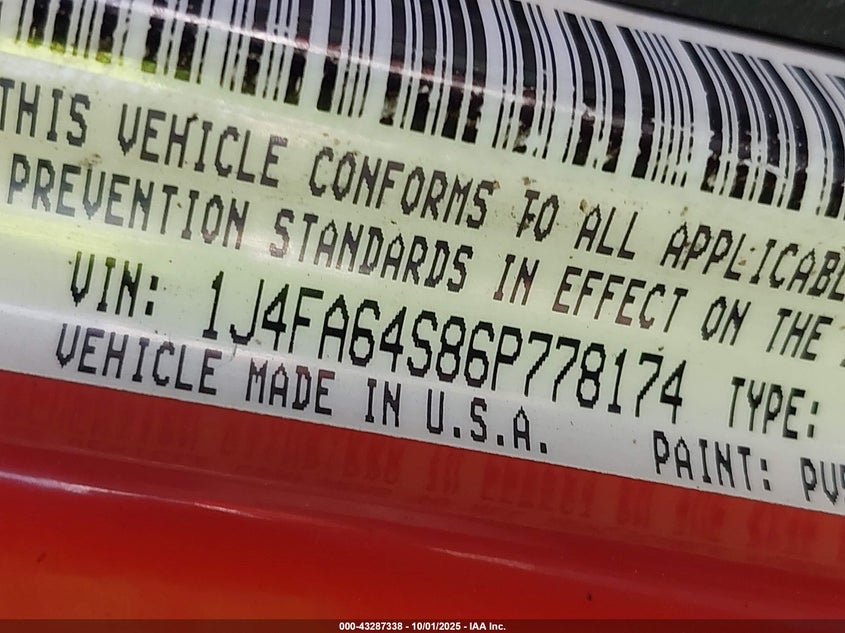 THIS VEHICLE CONFORMS TO ALL APPLICABLE
PREVENTION STANDARDS IN EFFECT ON THE
VIN: 1J4FA64S86P778174 TYPE:
VEHICLE MADE IN U.S.A. PAINT:
000-43287338 - 10/01/2025 - IAA Inc.